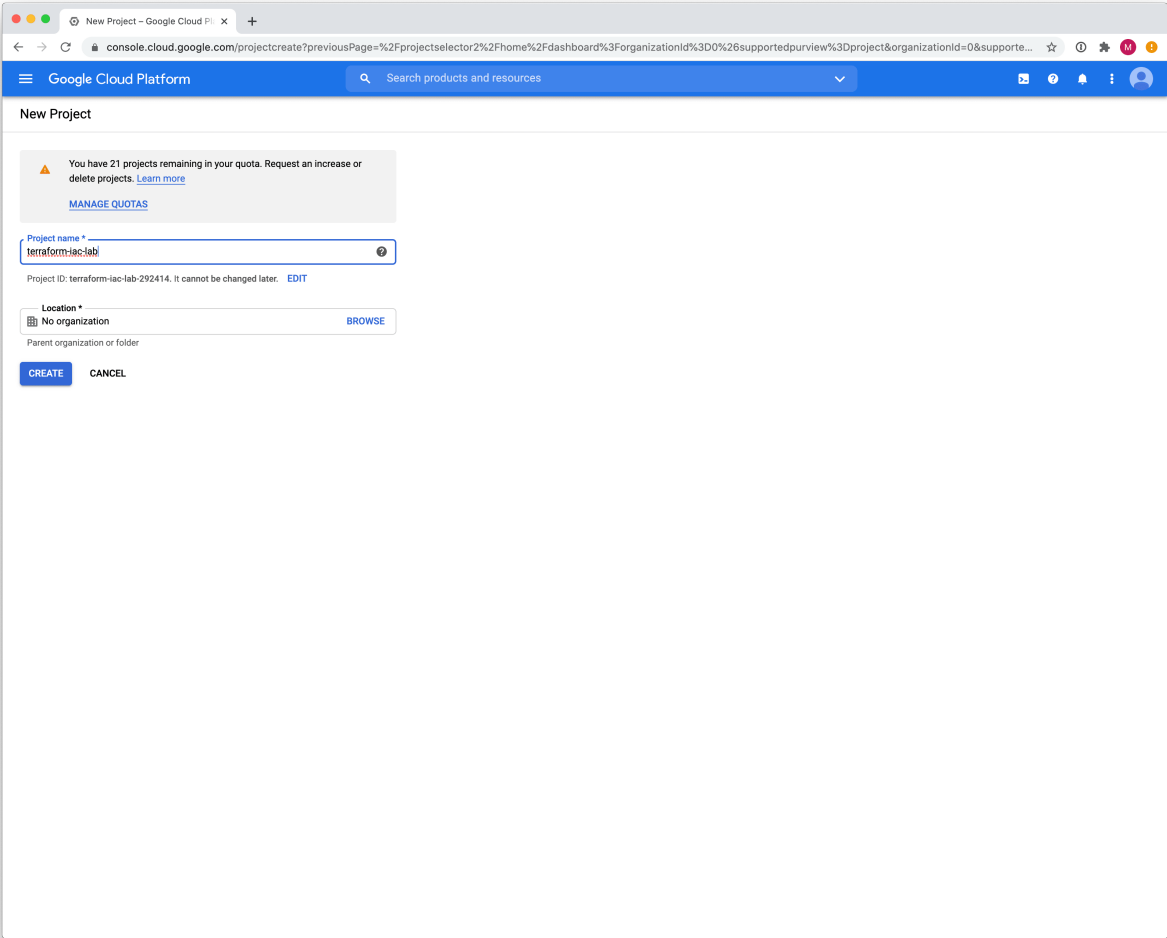 New Project – Google Cloud Pl
console.cloud.google.com/projectcreate?previousPage=%2Fprojectselector2%2Fhome%2Fdashboard%3ForganizationId%3D0%26supportedpurview%3Dproject&organizationId=0&supporte...
M
Google Cloud Platform
Search products and resources
New Project
You have 21 projects remaining in your quota. Request an increase or
delete projects. Learn more
MANAGE QUOTAS
Project name *
terraform-iac-lab
Project ID: terraform-iac-lab-292414. It cannot be changed later. EDIT
Location *
No organization BROWSE
Parent organization or folder
CREATE CANCEL